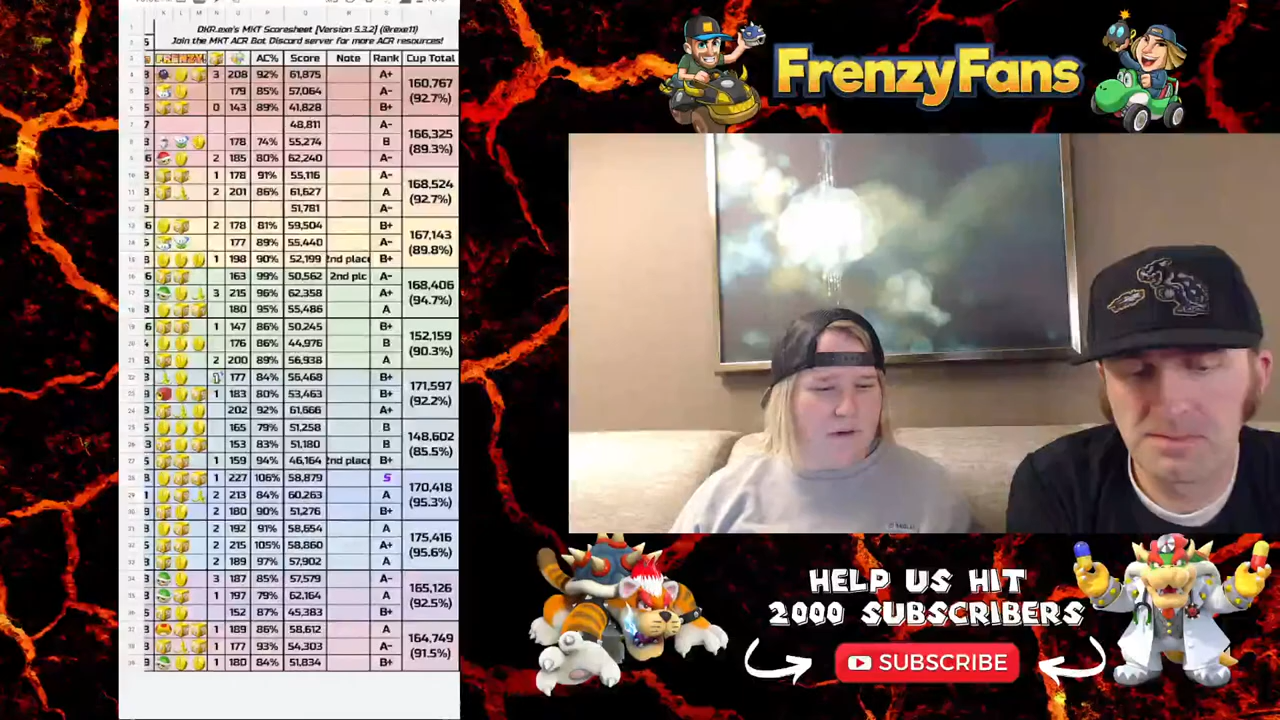 DKR.exe's MKT Scoresheet [Version 5.3.2] (@rexe11)
Join the MKT ACR Bot Discord server for more ACR resources!
FRENZY! AC% Score Note Rank Cup Total
3 208 92% 61,875 A+ 160,767 (92.7%)
179 85% 57,064 A-
0 143 89% 41,828 B+
48,811 A- 166,325 (89.3%)
178 74% 55,274 B
2 185 80% 62,240 A-
1 178 91% 55,116 A- 168,524 (92.7%)
2 201 86% 61,627 A
51,781 A-
2 178 81% 59,504 B+ 167,143 (89.8%)
177 89% 55,440 A-
1 198 90% 52,199 2nd place B+
163 99% 50,562 2nd plc A- 168,406 (94.7%)
3 215 96% 62,358 A+
180 95% 55,486 A
1 147 86% 50,245 B+ 152,159 (90.3%)
176 86% 44,976 B
2 200 89% 56,938 A
1 177 84% 56,468 B+ 171,597 (92.2%)
1 183 80% 53,463 B+
202 92% 61,666 A+
165 79% 51,258 B 148,602 (85.5%)
153 83% 51,180 B
1 159 94% 46,164 2nd place B+
1 227 106% 58,879 S 170,418 (95.3%)
2 213 84% 60,263 A
2 180 90% 51,276 B+
2 192 91% 58,654 A 175,416 (95.6%)
2 215 105% 58,860 A+
2 189 97% 57,902 A
3 187 85% 57,579 A- 165,126 (92.5%)
1 197 79% 62,164 A
152 87% 45,383 B+
1 189 86% 58,612 A 164,749 (91.5%)
1 177 93% 54,303 A-
1 180 84% 51,834 B+
FrenzyFans
HELP US HIT
2000 SUBSCRIBERS
SUBSCRIBE